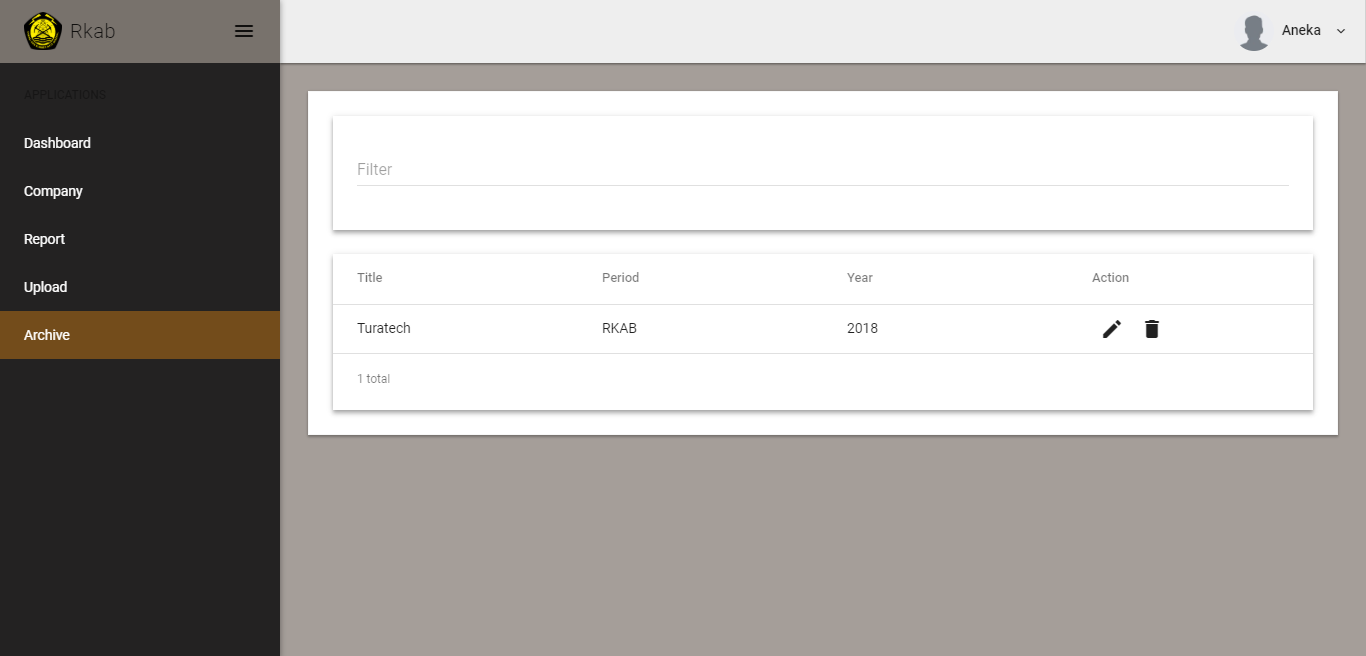 Rkab
Aneka
APPLICATIONS
Dashboard
Company
Report
Upload
Archive
Filter
Title Period Year Action
Turatech RKAB 2018
1 total